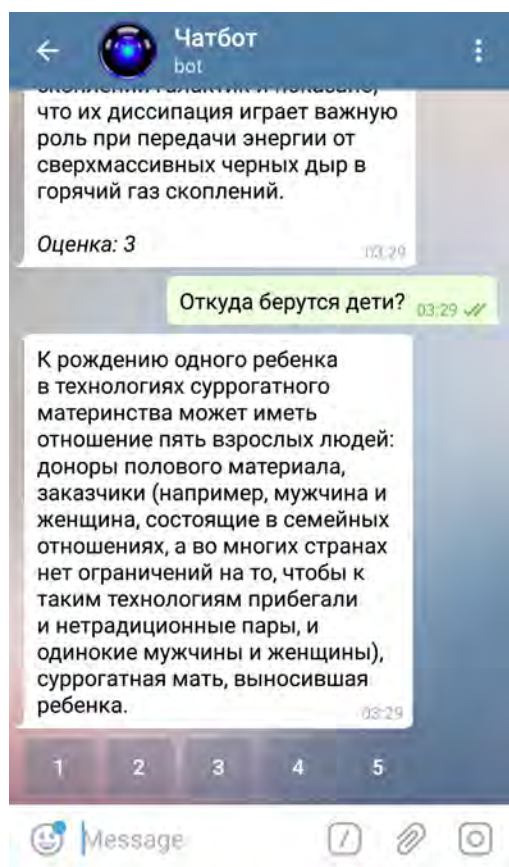 Чатбот
bot
что их диссипация играет важную
роль при передачи энергии от
сверхмассивных черных дыр в
горячий газ скоплений.
Оценка: 3
03:29
Откуда берутся дети? 03:29
К рождению одного ребенка
в технологиях суррогатного
материнства может иметь
отношение пять взрослых людей:
доноры полового материала,
заказчики (например, мужчина и
женщина, состоящие в семейных
отношениях, а во многих странах
нет ограничений на то, чтобы к
таким технологиям прибегали
и нетрадиционные пары, и
одинокие мужчины и женщины),
суррогатная мать, выносившая
ребенка.
03:29
1 2 3 4 5
Message